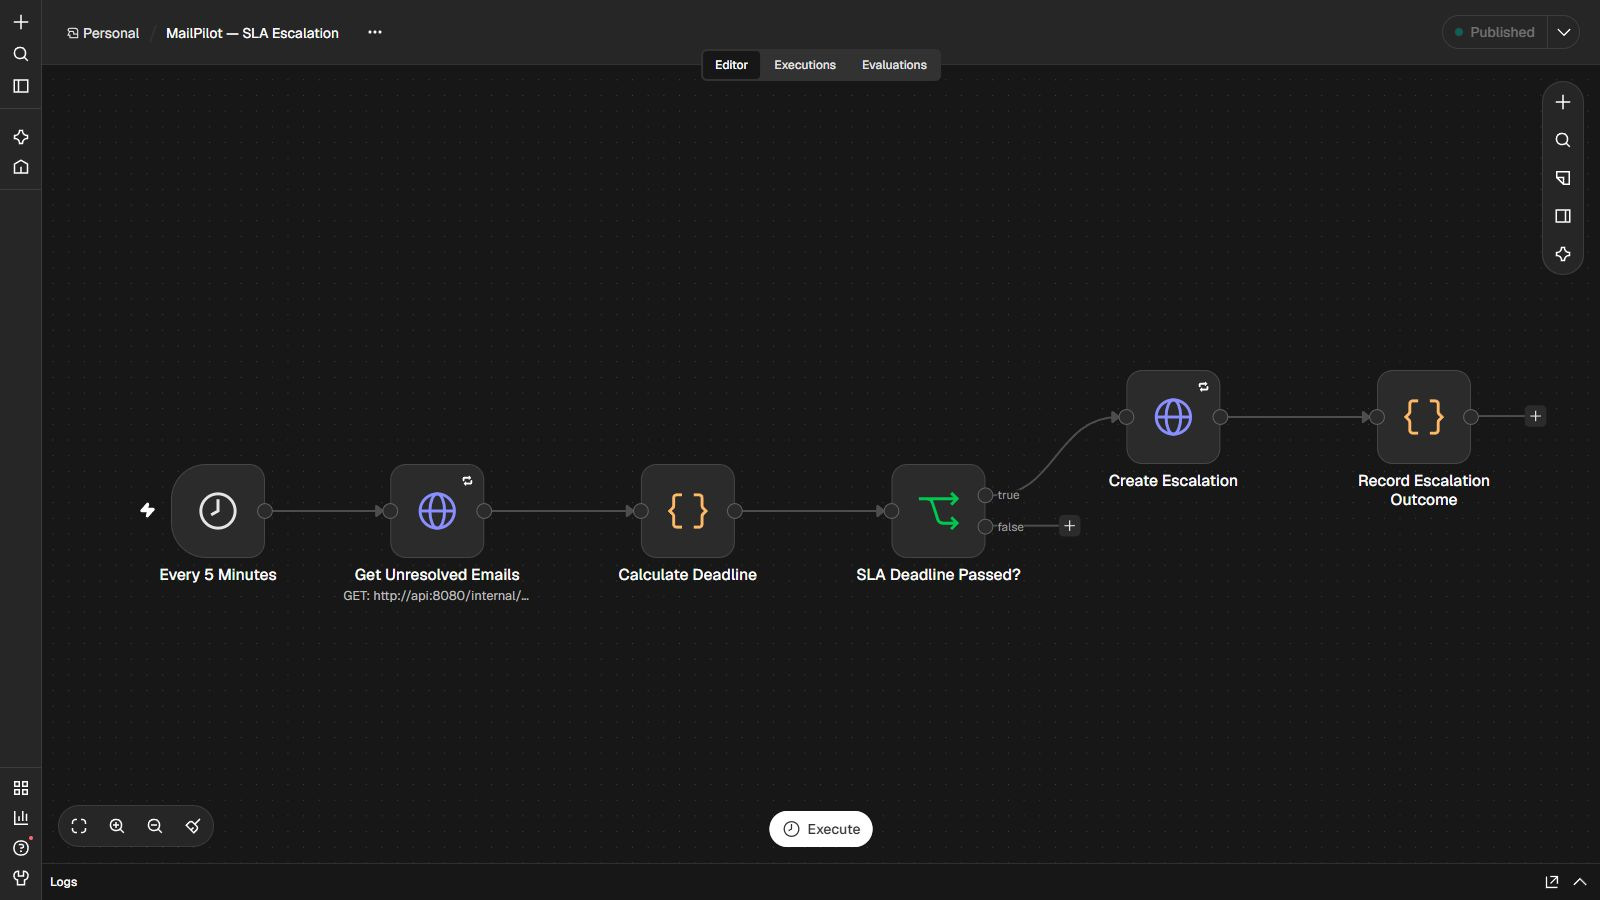 Personal / MailPilot — SLA Escalation
Published
Editor Executions Evaluations
true
false
Create Escalation
Record Escalation
Outcome
Every 5 Minutes
Get Unresolved Emails
GET: http://api:8080/internal/...
Calculate Deadline
SLA Deadline Passed?
Execute
Logs